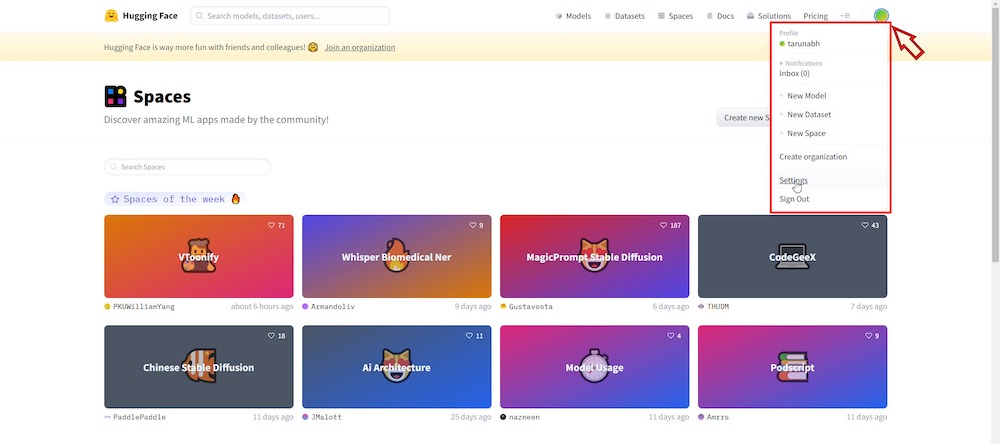 Hugging Face
Search models, datasets, users...
Models
Datasets
Spaces
Docs
Solutions
Pricing
Hugging Face is way more fun with friends and colleagues! 🤗 Join an organization
Profile
tarunabh
Notifications
Inbox (0)
New Model
New Dataset
New Space
Create organization
Settings
Sign Out
Spaces
Discover amazing ML apps made by the community!
Create new S
Search Spaces
Spaces of the week 🔥
71
VToonify
PKUWilliamYang
about 6 hours ago
9
Whisper Biomedical Ner
Armandoliv
9 days ago
187
MagicPrompt Stable Diffusion
Gustavosta
6 days ago
43
CodeGeeX
THUDM
7 days ago
18
Chinese Stable Diffusion
PaddlePaddle
11 days ago
11
Ai Architecture
JMalott
25 days ago
4
Model Usage
nazneen
11 days ago
9
Podscript
Amrrs
11 days ago